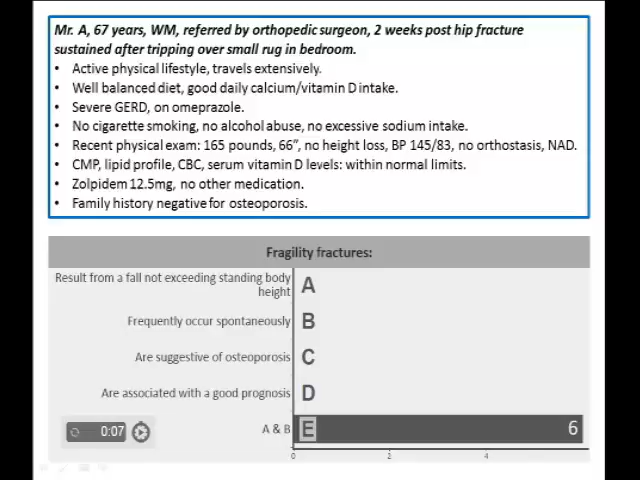 Mr. A, 67 years, WM, referred by orthopedic surgeon, 2 weeks post hip fracture
sustained after tripping over small rug in bedroom.
• Active physical lifestyle, travels extensively.
• Well balanced diet, good daily calcium/vitamin D intake.
• Severe GERD, on omeprazole.
• No cigarette smoking, no alcohol abuse, no excessive sodium intake.
• Recent physical exam: 165 pounds, 66”, no height loss, BP 145/83, no orthostasis, NAD.
• CMP, lipid profile, CBC, serum vitamin D levels: within normal limits.
• Zolpidem 12.5mg, no other medication.
• Family history negative for osteoporosis.
Fragility fractures:
Result from a fall not exceeding standing body
height A
Frequently occur spontaneously B
Are suggestive of osteoporosis C
Are associated with a good prognosis D
0:07 A & B E 6
0 2 4